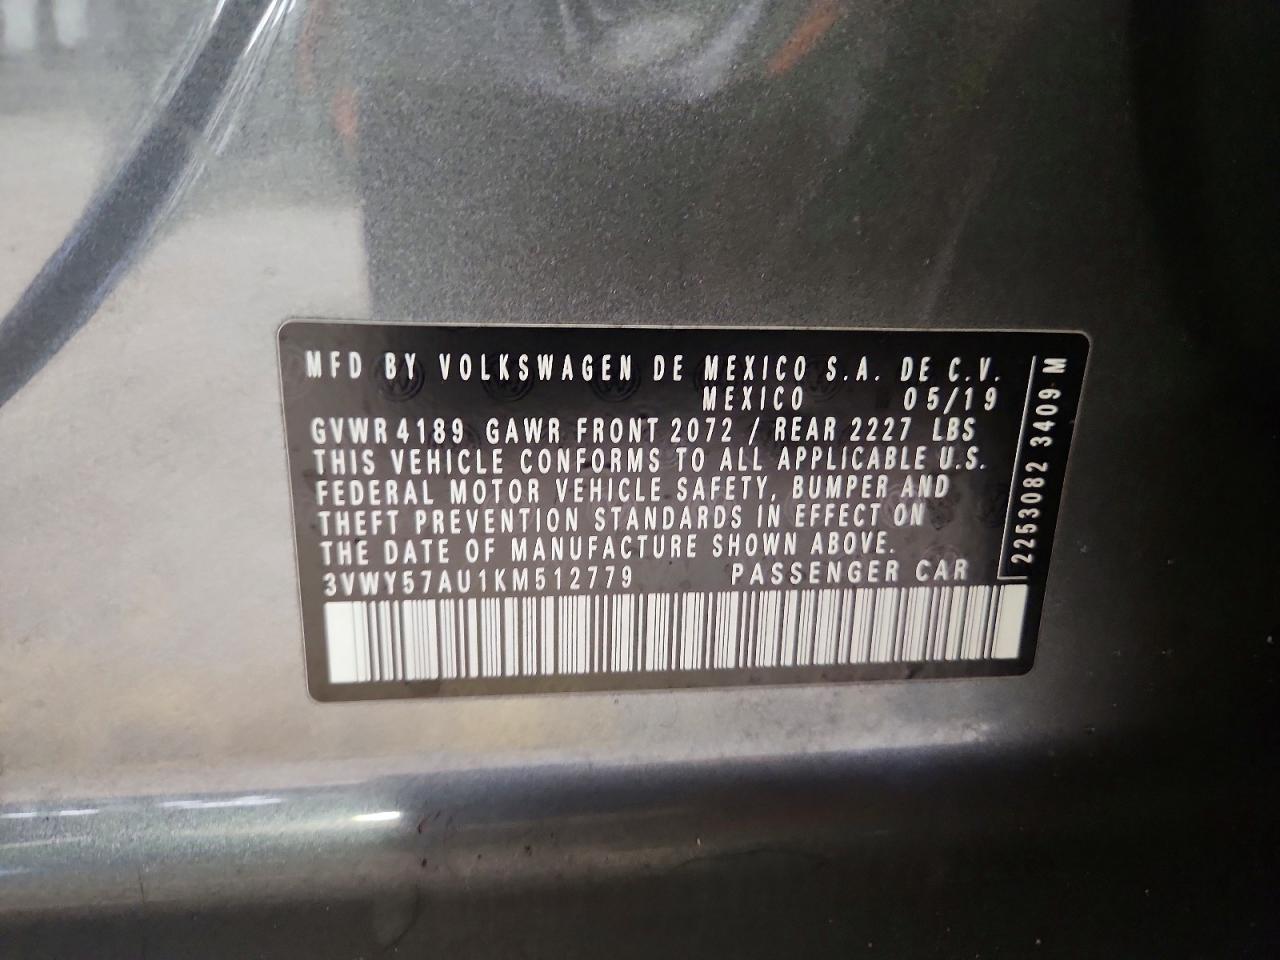 MFD BY VOLKSWAGEN DE MEXICO S.A. DE C.V.
MEXICO 05/19
GVWR 4189 GAWR FRONT 2072 / REAR 2227 LBS
THIS VEHICLE CONFORMS TO ALL APPLICABLE U.S.
FEDERAL MOTOR VEHICLE SAFETY, BUMPER AND
THEFT PREVENTION STANDARDS IN EFFECT ON
THE DATE OF MANUFACTURE SHOWN ABOVE.
3VWY57AU1KM512779 PASSENGER CAR
2253082 3409 M